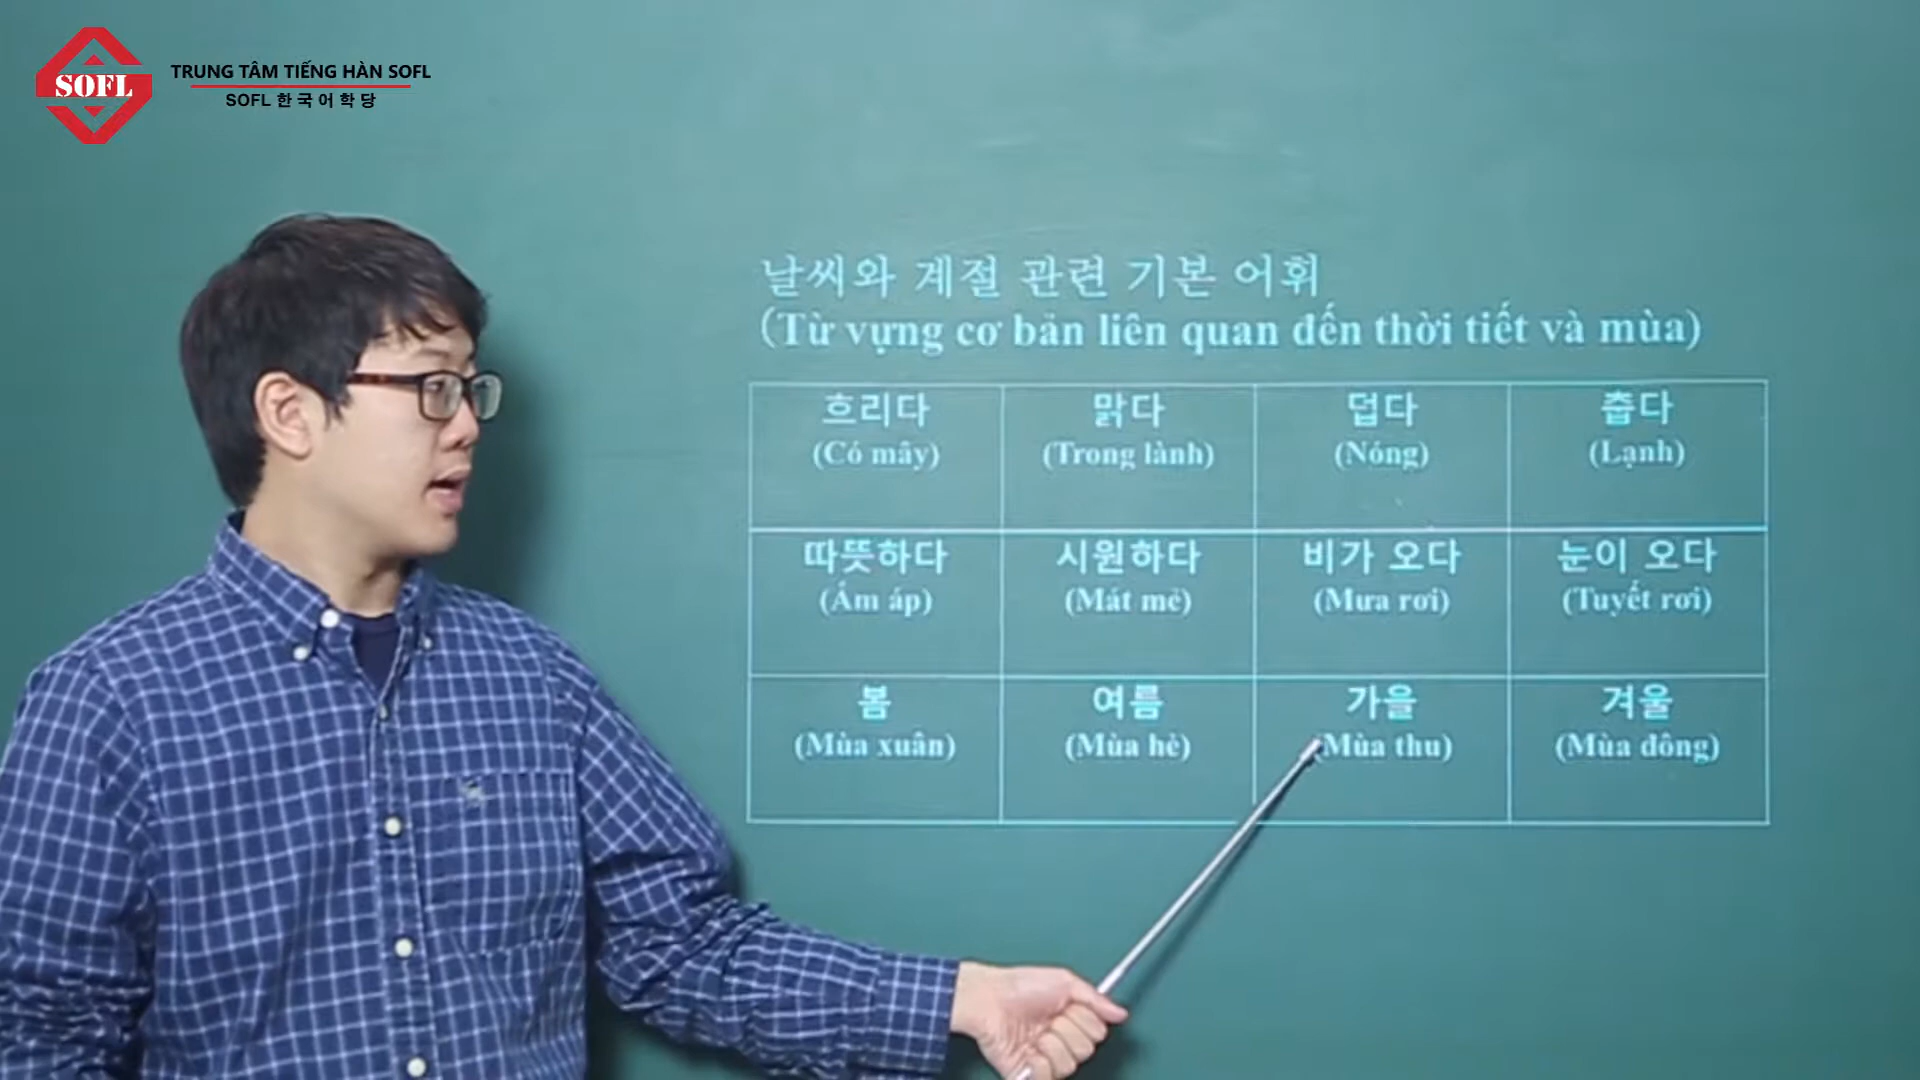 SOFL
TRUNG TÂM TIẾNG HÀN SOFL
SOFL 한국어학당
날씨와 계절 관련 기본 어휘
(Từ vựng cơ bản liên quan đến thời tiết và mùa)
흐리다 맑다 덥다 춥다
(Có mây) (Trong lành) (Nóng) (Lạnh)
따뜻하다 시원하다 비가 오다 눈이 오다
(Ấm áp) (Mát mẻ) (Mưa rơi) (Tuyết rơi)
봄 여름 가을 겨울
(Mùa xuân) (Mùa hè) (Mùa thu) (Mùa đông)